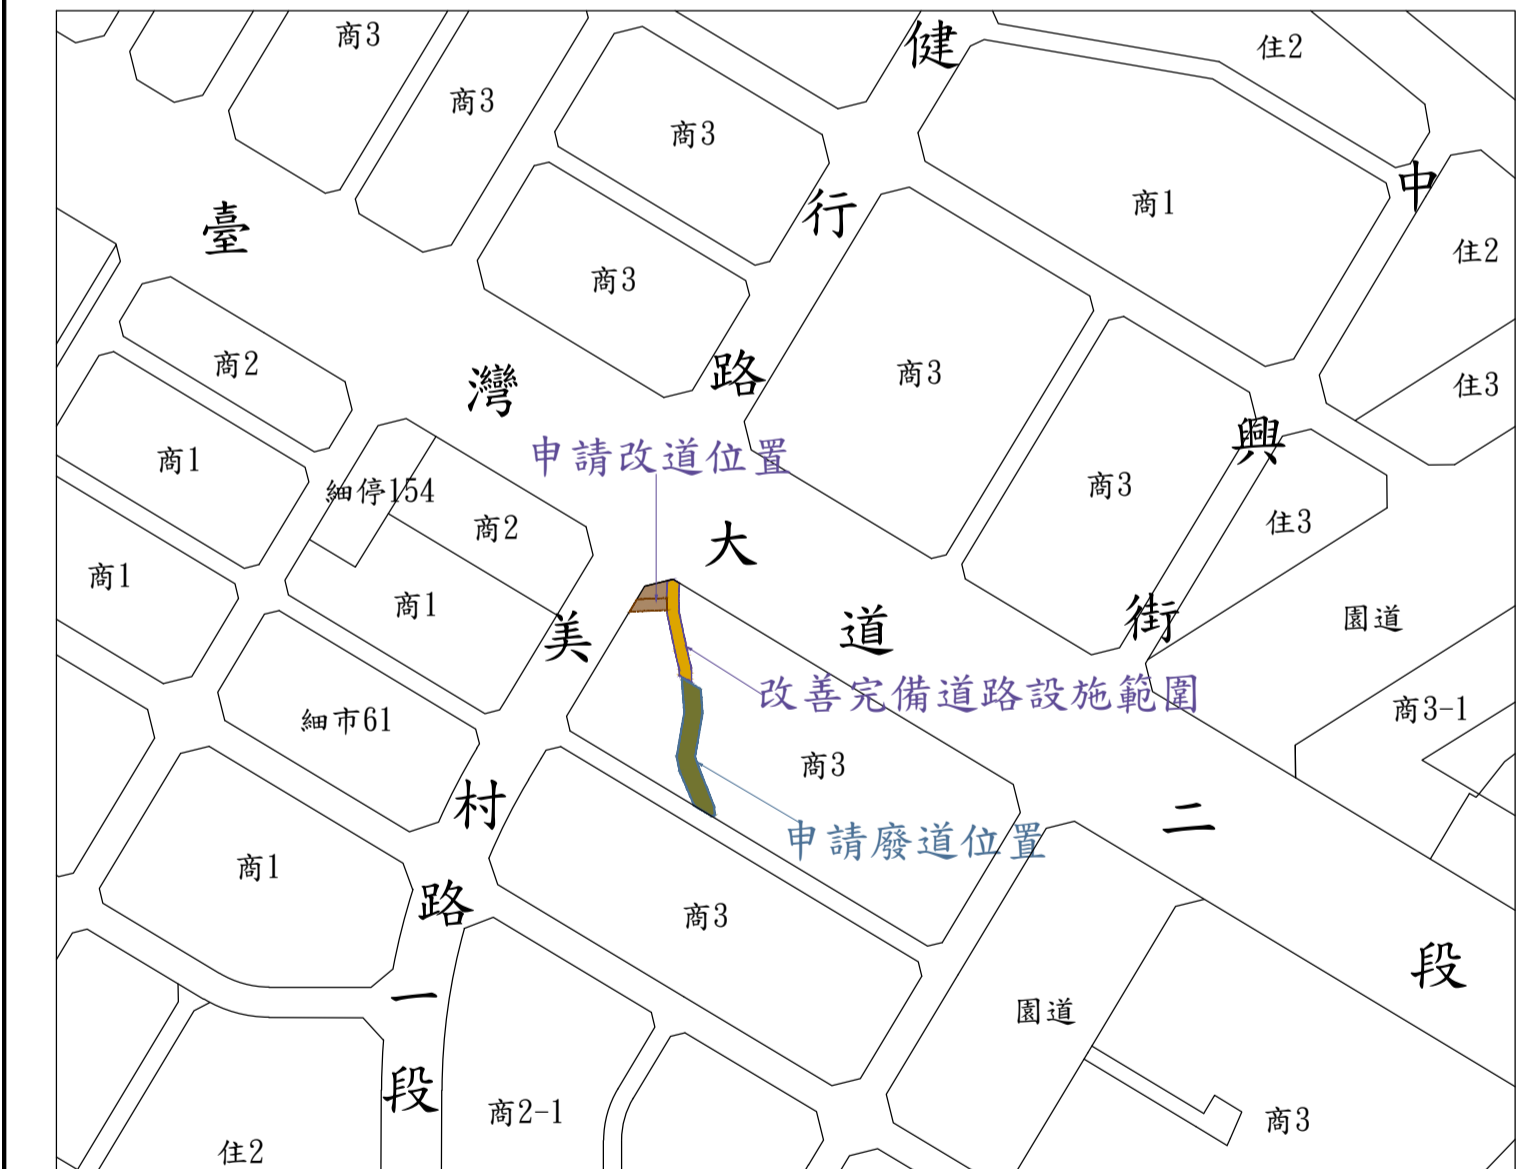 商3
健
住2
商3
商3
中
商1
行
臺
住2
商3
商2
灣
路
商3
住3
申請改道位置
興
商1
細停154
商3
商2
住3
大
商1
商1
街
道
園道
美
改善完備道路設施範圍
商3-1
細市61
商3
村
二
申請廢道位置
商1
路
商3
段
一
園道
段
商2-1
商3
住2